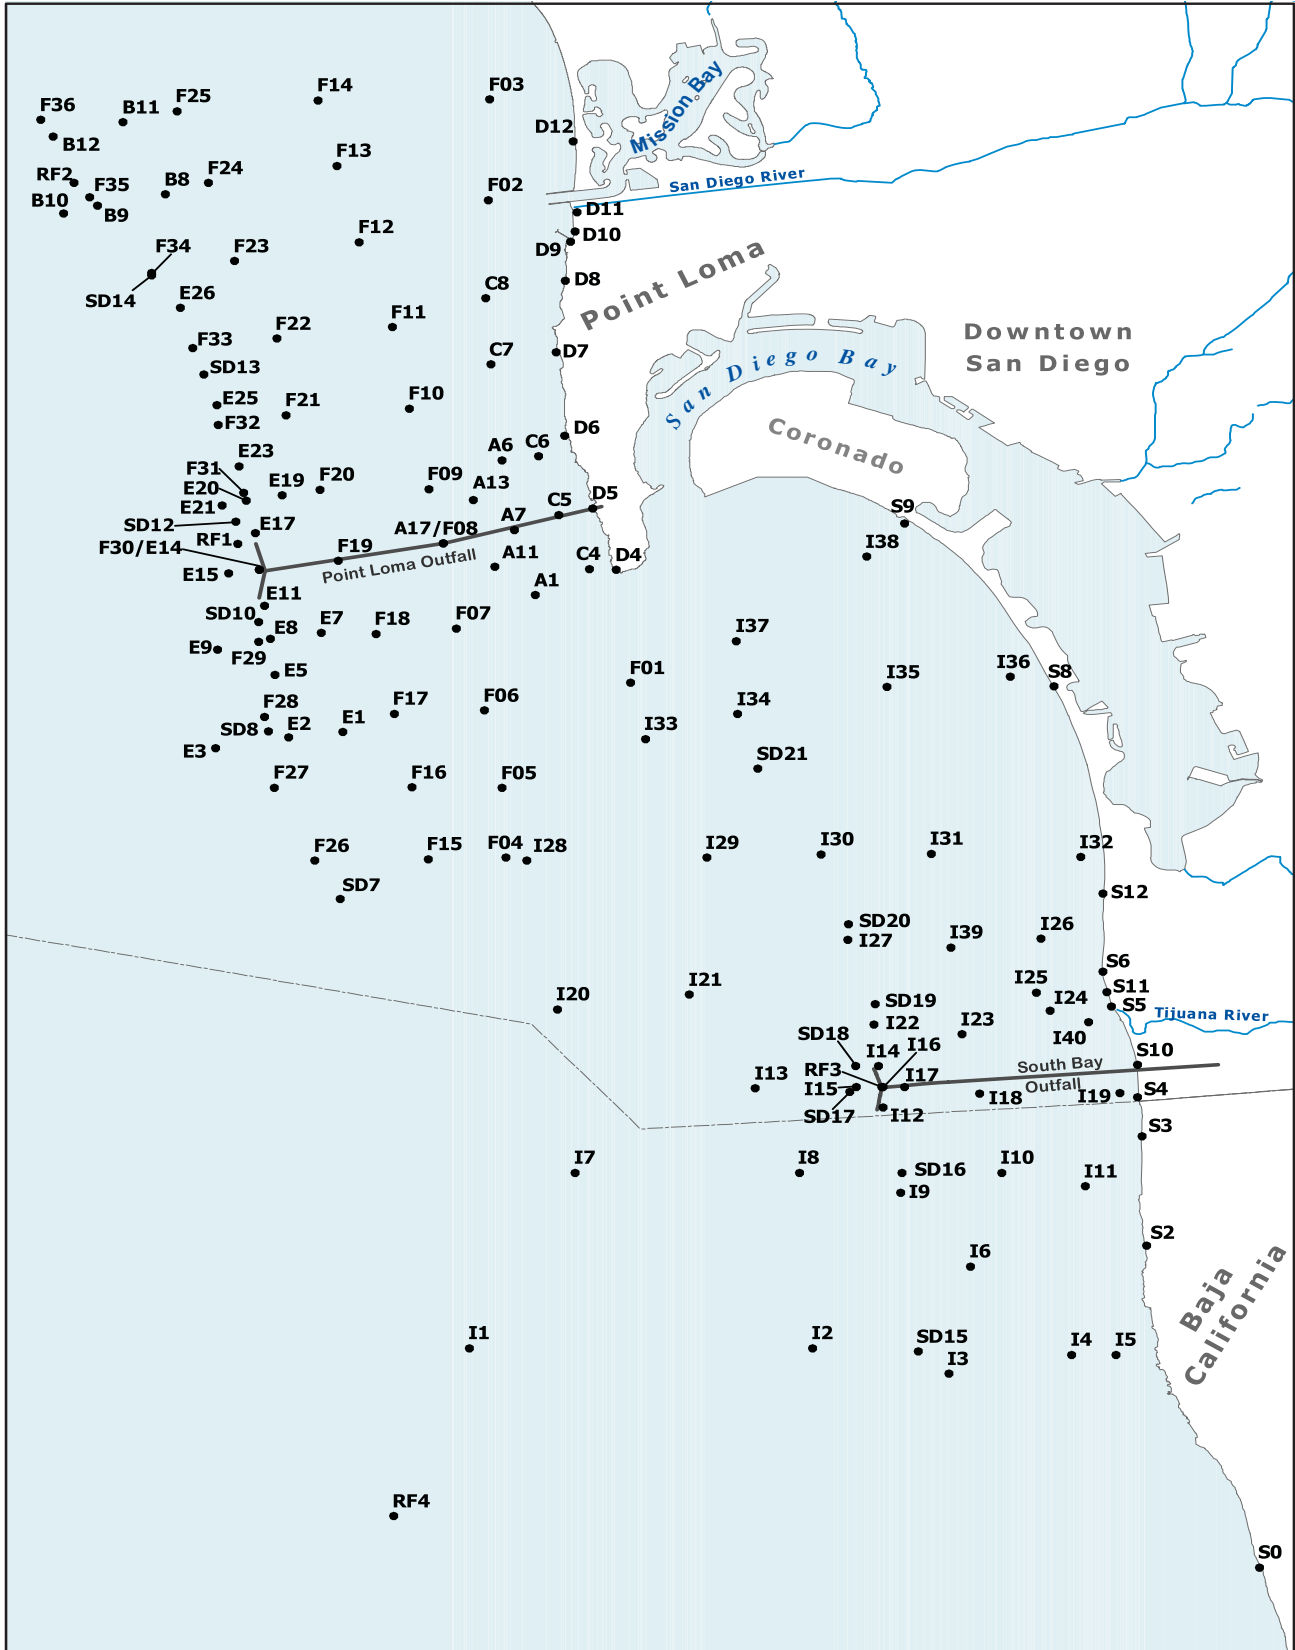 F14
F03
F36
B11
F25
B12
D12
Mission Bay
F13
RF2
F35
B8
F24
San Diego River
B10
B9
F02
D11
F12
D10
F34
F23
D9
Point Loma
SD14
E26
C8
D8
F11
F22
Downtown
San Diego
F33
C7
D7
San Diego Bay
SD13
E25
F21
F10
F32
D6
Coronado
E23
A6
C6
F31
E20
E19
F20
F09
A13
E21
C5
D5
S9
SD12
E17
A17/F08
A7
RF1
F30/E14
F19
Point Loma Outfall
A11
C4
D4
I38
E15
A1
E11
SD10
E8
E7
F18
F07
I37
E9
F29
E5
F01
I35
I36
S8
F28
F17
F06
I34
SD8
E2
E1
I33
E3
SD21
F27
F16
F05
F26
F15
F04
I28
I29
I30
I31
I32
SD7
S12
SD20
I27
I39
I26
S6
I20
I21
I25
S11
SD19
I24
S5
Tijuana River
I22
I23
I40
SD18
I14
I16
S10
RF3
South Bay
Outfall
I13
I15
I17
I18
I19
S4
SD17
I12
S3
I7
I8
SD16
I10
I11
I9
S2
I6
Baja
California
I1
I2
SD15
I3
I4
I5
RF4
S0